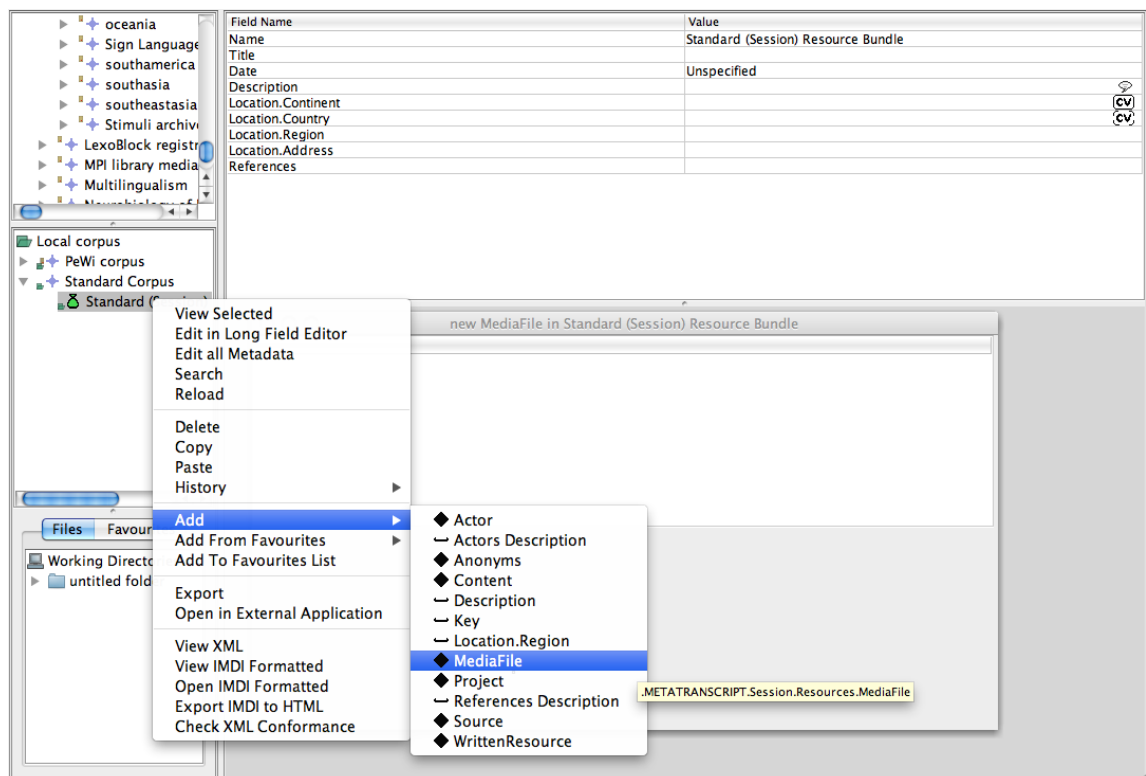 oceania
Sign Language
southamerica
southasia
southeastasia
Stimuli archiv
LexoBlock registr
MPI library media
Multilingualism
Field Name Value
Name Standard (Session) Resource Bundle
Title
Date Unspecified
Description
Location.Continent CV
Location.Country CV
Location.Region
Location.Address
References
Local corpus
PeWi corpus
Standard Corpus
Standard (
new MediaFile in Standard (Session) Resource Bundle
View Selected
Edit in Long Field Editor
Edit all Metadata
Search
Reload
Delete
Copy
Paste
History
Add
Add From Favourites
Add To Favourites List
Export
Open in External Application
View XML
View IMDI Formatted
Open IMDI Formatted
Export IMDI to HTML
Check XML Conformance
Actor
Actors Description
Anonyms
Content
Description
Key
Location.Region
MediaFile
Project
References Description
Source
WrittenResource
.METATRANSCRIPT.Session.Resources.MediaFile
Files Favour
Working Directo
untitled fold